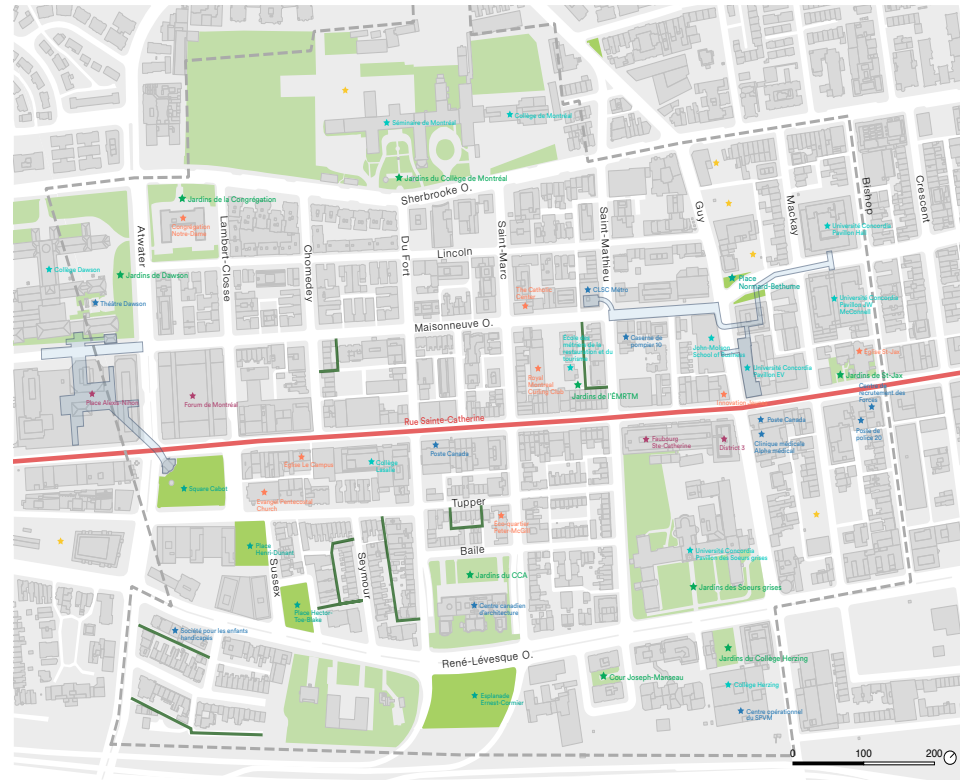 Séminaire de Montréal
Collège de Montréal
Jardins du Collège de Montréal
Sherbrooke O.
Jardins de la Congrégation
Congrégation
Notre-Dame
Atwater
Lambert-Closse
Chomedey
Du Fort
Saint-Marc
Saint-Mathieu
Guy
Mackay
Bishop
Crescent
Lincoln
Université Concordia
Pavillon Hall
Collège Dawson
Jardins de Dawson
Théâtre Dawson
CLSC Métro
Place
Norman-Bethume
Université Concordia
Pavillon JW
McConnell
Maisonneuve O.
Caserne de
pompier 10
John-Molson
School of Business
Université Concordia
Pavillon EV
Jardins de St-Jax
Jardins de l'ÉMRTM
Place Alexis-Nihon
Forum de Montréal
Rue Sainte-Catherine
Centre de
recrutement des
Forces
Poste Canada
Clinique médicale
Alpha médical
Poste de
police 20
Faubourg
Ste-Catherine
District 3
Poste Canada
Église Le Campus
Collège
Lasalle
Square Cabot
Church
Tupper
Baile
Place
Henri-Dunant
Sussex
Seymour
Université Concordia
Pavillon des Soeurs grises
Jardins du CCA
Jardins des Soeurs grises
Centre canadien
d'architecture
Place Hector-
Toe-Blake
Société pour les enfants
handicapés
René-Lévesque O.
Jardins du Collège Herzing
Cour Joseph-Manseau
Collège Herzing
Esplanade
Ernest-Cormier
Centre opérationnel
du SPVM
0 100 200